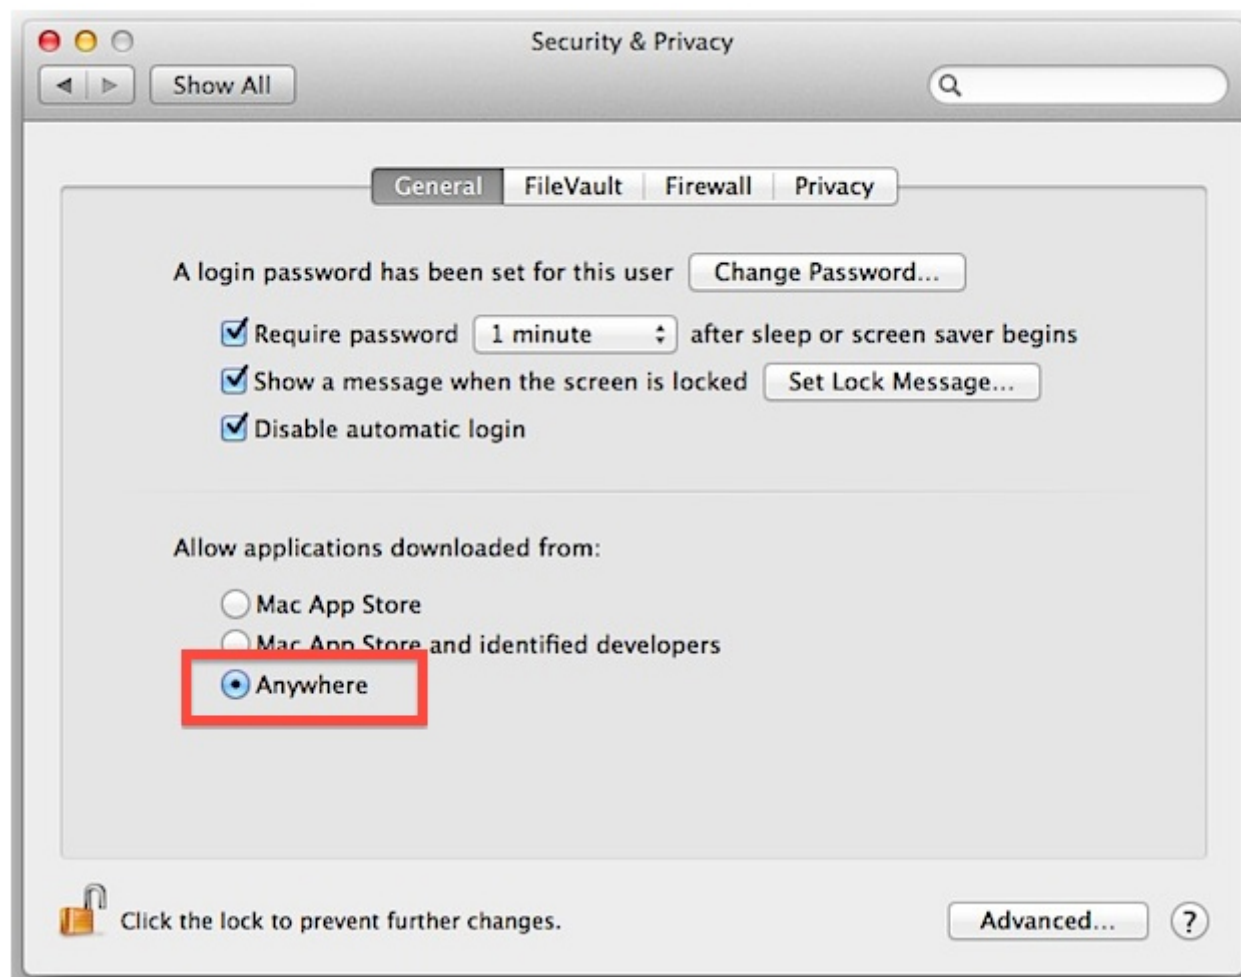 Security & Privacy
Show All
General FileVault Firewall Privacy
A login password has been set for this user Change Password...
Require password 1 minute after sleep or screen saver begins
Show a message when the screen is locked Set Lock Message...
Disable automatic login
Allow applications downloaded from:
Mac App Store
Mac App Store and identified developers
Anywhere
Click the lock to prevent further changes. Advanced... ?